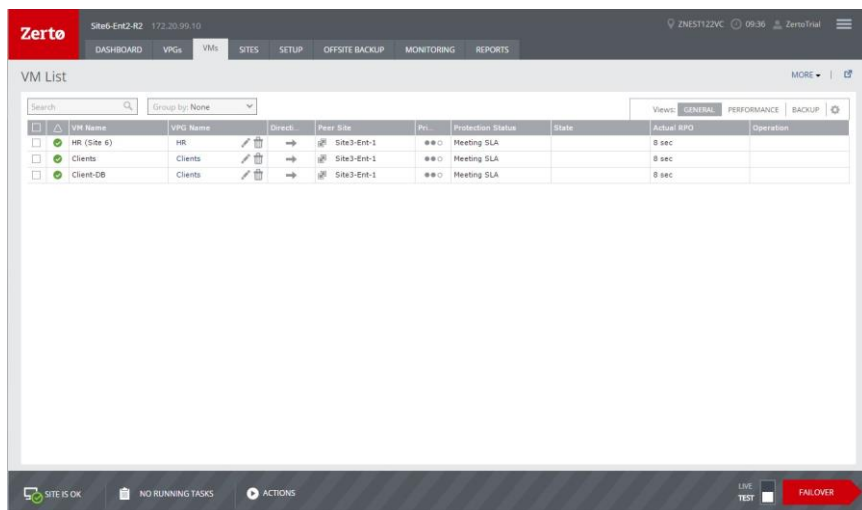 Zerto
Site6-Ent2-R2 172.20.99.10
ZNEST122VC 09:36 ZertoTrial
DASHBOARD VPGs VMs SITES SETUP OFFSITE BACKUP MONITORING REPORTS
VM List
MORE
Search
Group by: None
Views: GENERAL PERFORMANCE BACKUP
VM Name VPG Name Directi... Peer Site Pri... Protection Status State Actual RPO Operation
HR (Site 6) HR Site3-Ent-1 Meeting SLA 8 sec
Clients Clients Site3-Ent-1 Meeting SLA 8 sec
Client-DB Clients Site3-Ent-1 Meeting SLA 8 sec
SITE IS OK
NO RUNNING TASKS
ACTIONS
LIVE
TEST
FAILOVER